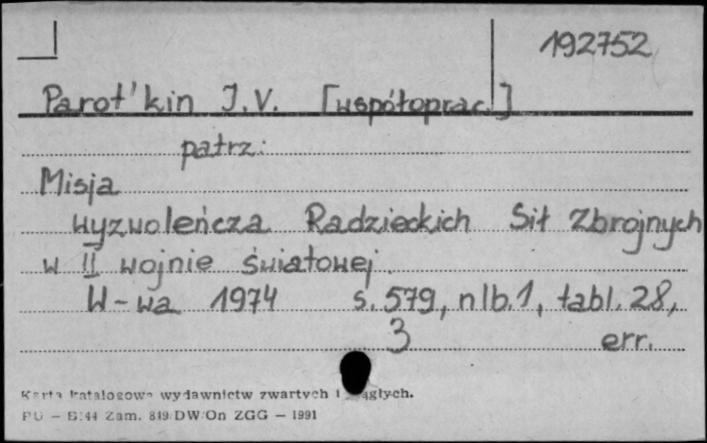 192752
Parot'kin I.V. [współoprac.]
patrz:
Misja
wyzwoleńcza Radzieckich Sił Zbrojnych
w II wojnie światowej.
W-wa 1974 s. 579, nlb. 1, tabl. 28,
3 err.
Karta katalogowa wydawnictw zwartych i ciągłych.
PU – B/44 Zam. 819/DW/On ZGG – 1991